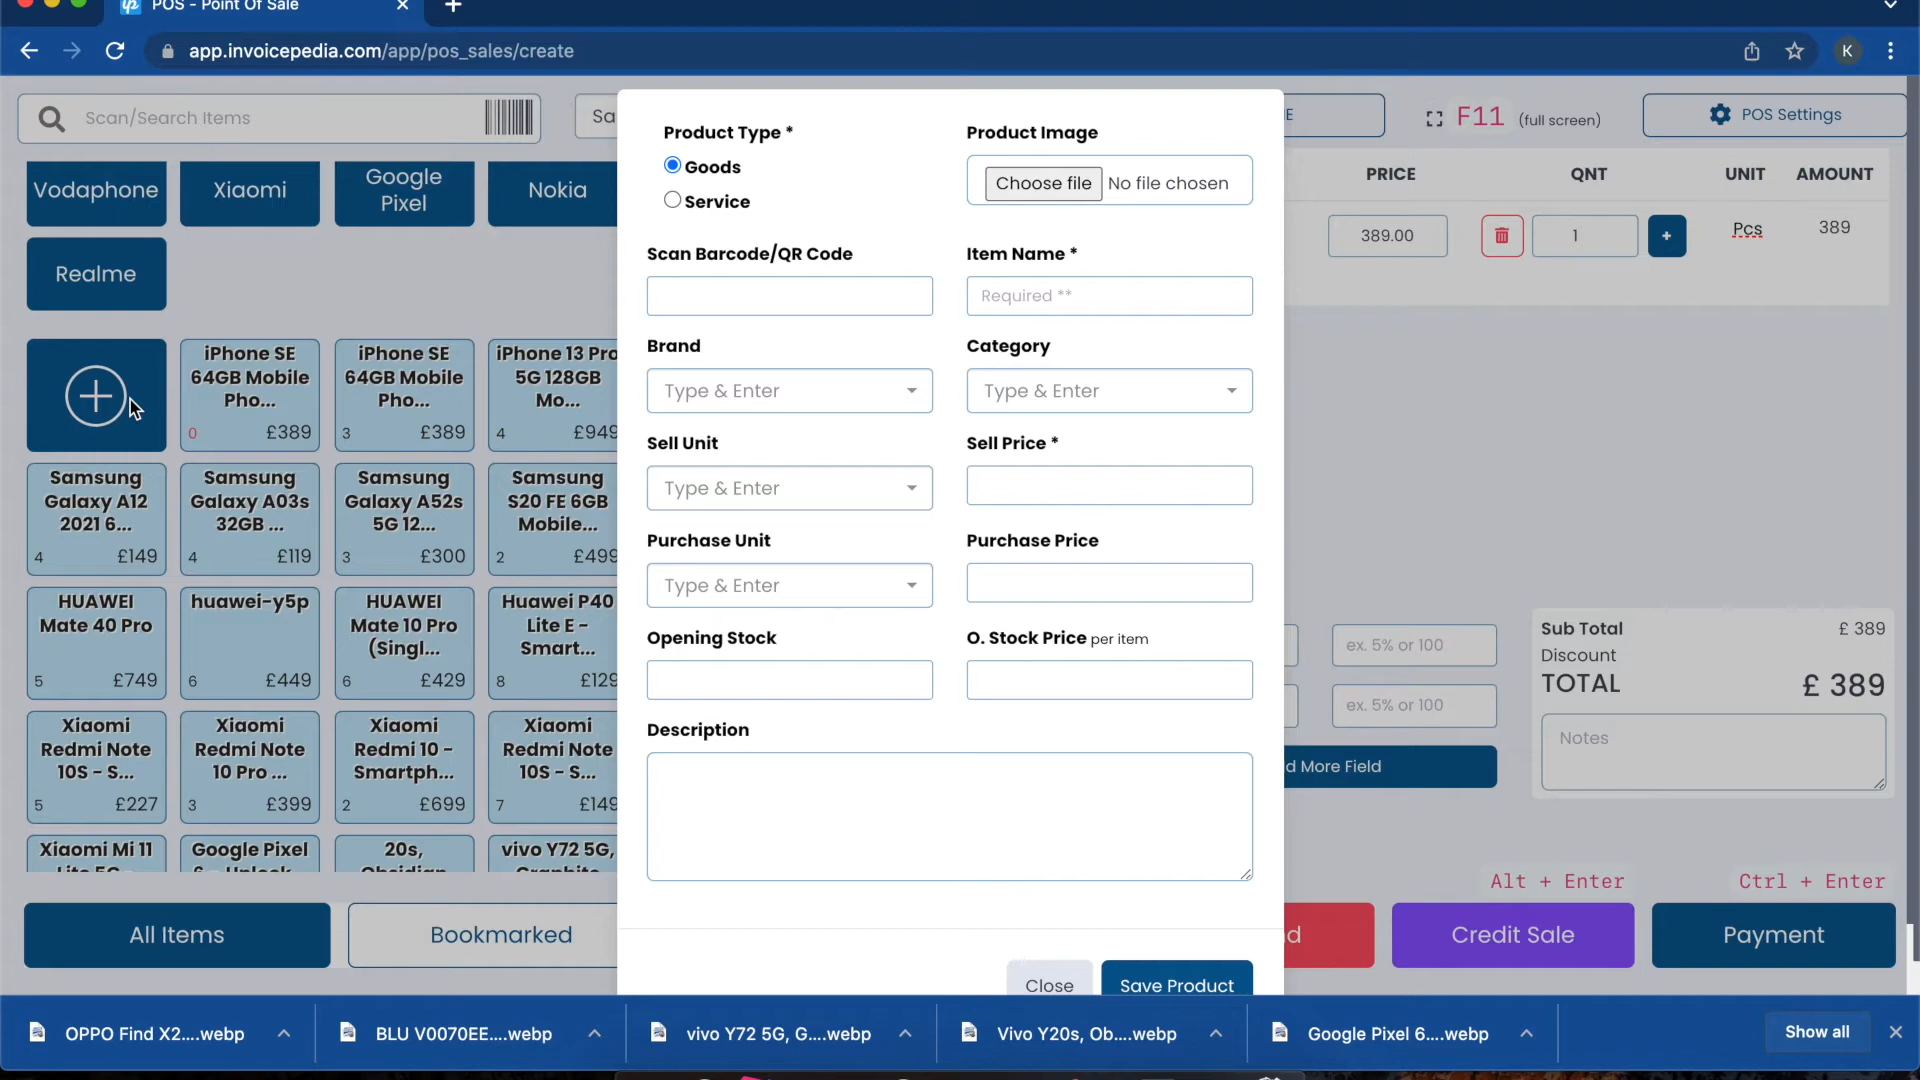 POS - Point Of Sale
app.invoicepedia.com/app/pos_sales/create
K
Scan/Search Items
Sa
E
F11 (full screen)
POS Settings
Vodaphone
Xiaomi
Google
Pixel
Nokia
Realme
iPhone SE
64GB Mobile
Pho...
0 £389
iPhone SE
64GB Mobile
Pho...
3 £389
iPhone 13 Pro
5G 128GB
Mo...
4 £949
Samsung
Galaxy A12
2021 6...
4 £149
Samsung
Galaxy A03s
32GB ...
4 £119
Samsung
Galaxy A52s
5G 12...
3 £300
Samsung
S20 FE 6GB
Mobile...
2 £499
HUAWEI
Mate 40 Pro
5 £749
huawei-y5p
6 £449
HUAWEI
Mate 10 Pro
(Singl...
6 £429
Huawei P40
Lite E -
Smart...
8 £129
Xiaomi
Redmi Note
10S - S...
5 £227
Xiaomi
Redmi Note
10 Pro ...
3 £399
Xiaomi
Redmi 10 -
Smartph...
2 £699
Xiaomi
Redmi Note
10S - S...
7 £149
Xiaomi Mi 11
Lite 5G-
Google Pixel
6 - Unlock
20s,
Obsidian
vivo Y72 5G,
Graphite
All Items
Bookmarked
Product Type *
Goods
Service
Product Image
Choose file No file chosen
Scan Barcode/QR Code
Item Name *
Required **
Brand
Category
Type & Enter
Type & Enter
Sell Unit
Sell Price *
Type & Enter
Purchase Unit
Purchase Price
Type & Enter
Opening Stock
O. Stock Price per item
Description
Close
Save Product
PRICE QNT UNIT AMOUNT
389.00 1 + Pcs 389
ex. 5% or 100
ex. 5% or 100
d More Field
Sub Total £ 389
Discount
TOTAL £ 389
Notes
Alt + Enter
Ctrl + Enter
d
Credit Sale
Payment
OPPO Find X2....webp
BLU V0070EE....webp
vivo Y72 5G, G....webp
Vivo Y20s, Ob....webp
Google Pixel 6....webp
Show all